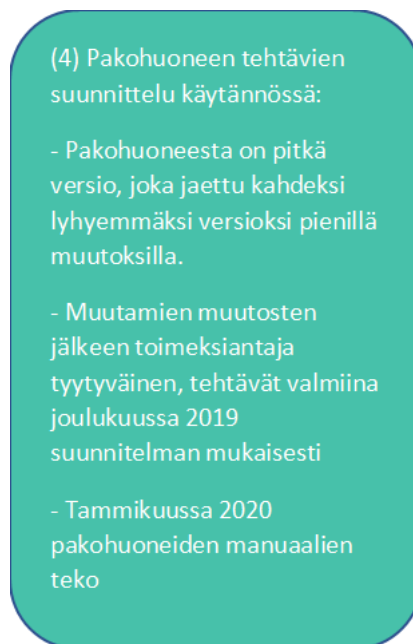 (4) Pakohuoneen tehtävien
suunnittelu käytännössä:
- Pakohuoneesta on pitkä
versio, joka jaettu kahdeksi
lyhyemmäksi versioksi pienillä
muutoksilla.
- Muutamien muutosten
jälkeen toimeksiantaja
tyytyväinen, tehtävät valmiina
joulukuussa 2019
suunnitelman mukaisesti
- Tammikuussa 2020
pakohuoneiden manuaalien
teko